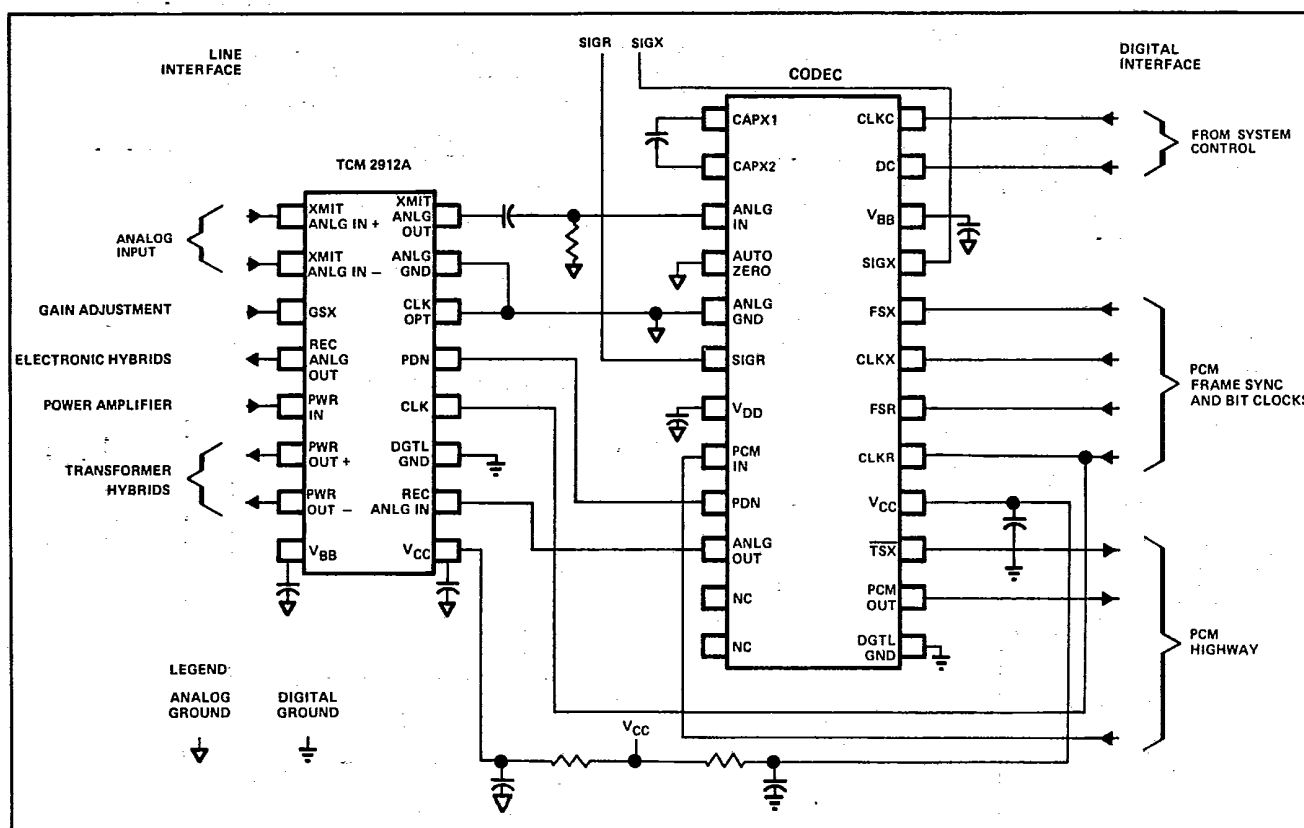 LINE
INTERFACE
SIGR SIGX
CODEC
DIGITAL
INTERFACE
TCM 2912A
XMIT
ANLG IN +
XMIT
ANLG IN –
GSX
REC
ANLG
OUT
PWR
IN
PWR
OUT +
PWR
OUT –
VBB
XMIT
ANLG
OUT
ANLG
GND
CLK
OPT
PDN
CLK
DGTL
GND
REC
ANLG IN
VCC
ANALOG
INPUT
GAIN ADJUSTMENT
ELECTRONIC HYBRIDS
POWER AMPLIFIER
TRANSFORMER
HYBRIDS
CAPX1
CAPX2
ANLG
IN
AUTO
ZERO
ANLG
GND
SIGR
VDD
PCM
IN
PDN
ANLG
OUT
NC
NC
CLKC
DC
VBB
SIGX
FSX
CLKX
FSR
CLKR
VCC
TSX
PCM
OUT
DGTL
GND
FROM SYSTEM
CONTROL
PCM
FRAME SYNC
AND BIT CLOCKS
PCM
HIGHWAY
LEGEND
ANALOG
GROUND
DIGITAL
GROUND
VCC